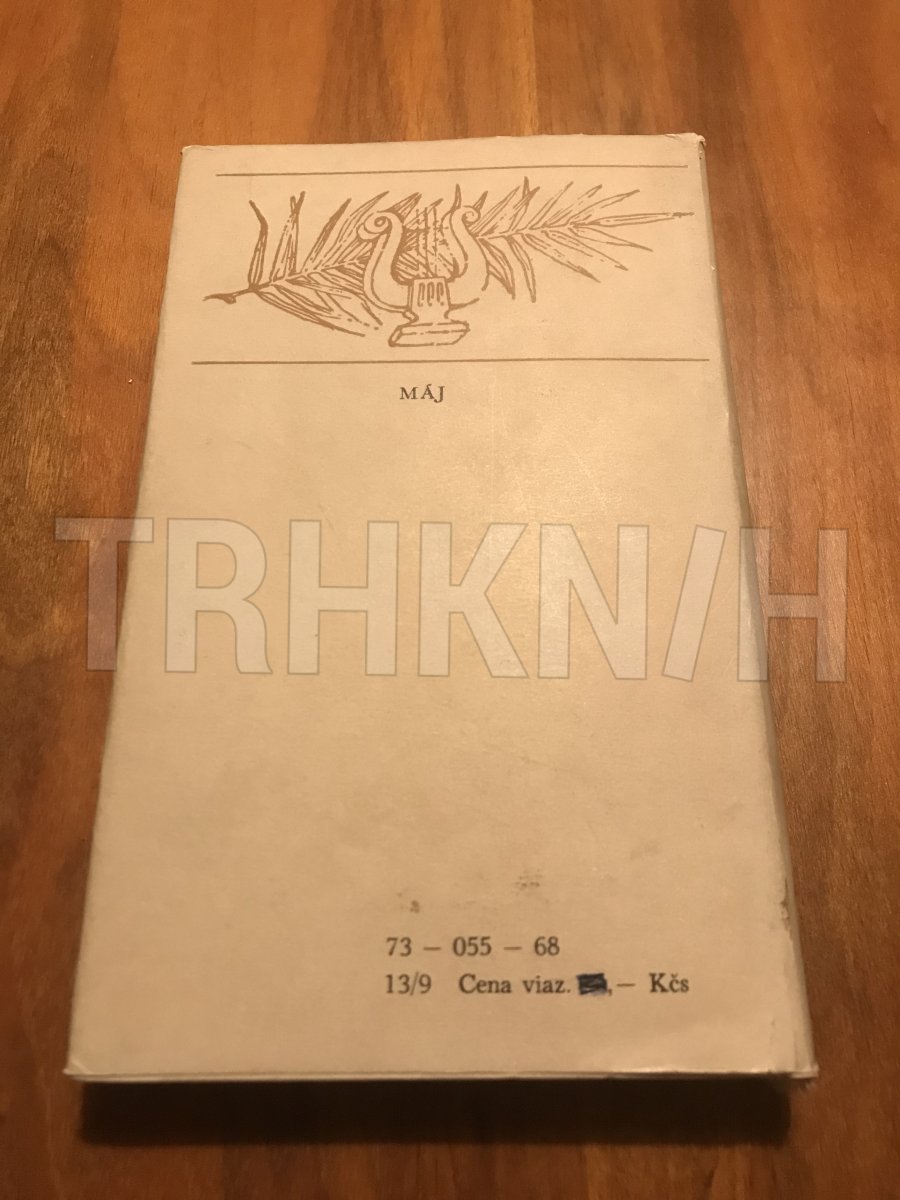 MÁJ
TRHKNIH
73 — 055 — 68
13/9 Cena viaz. ,— Kčs